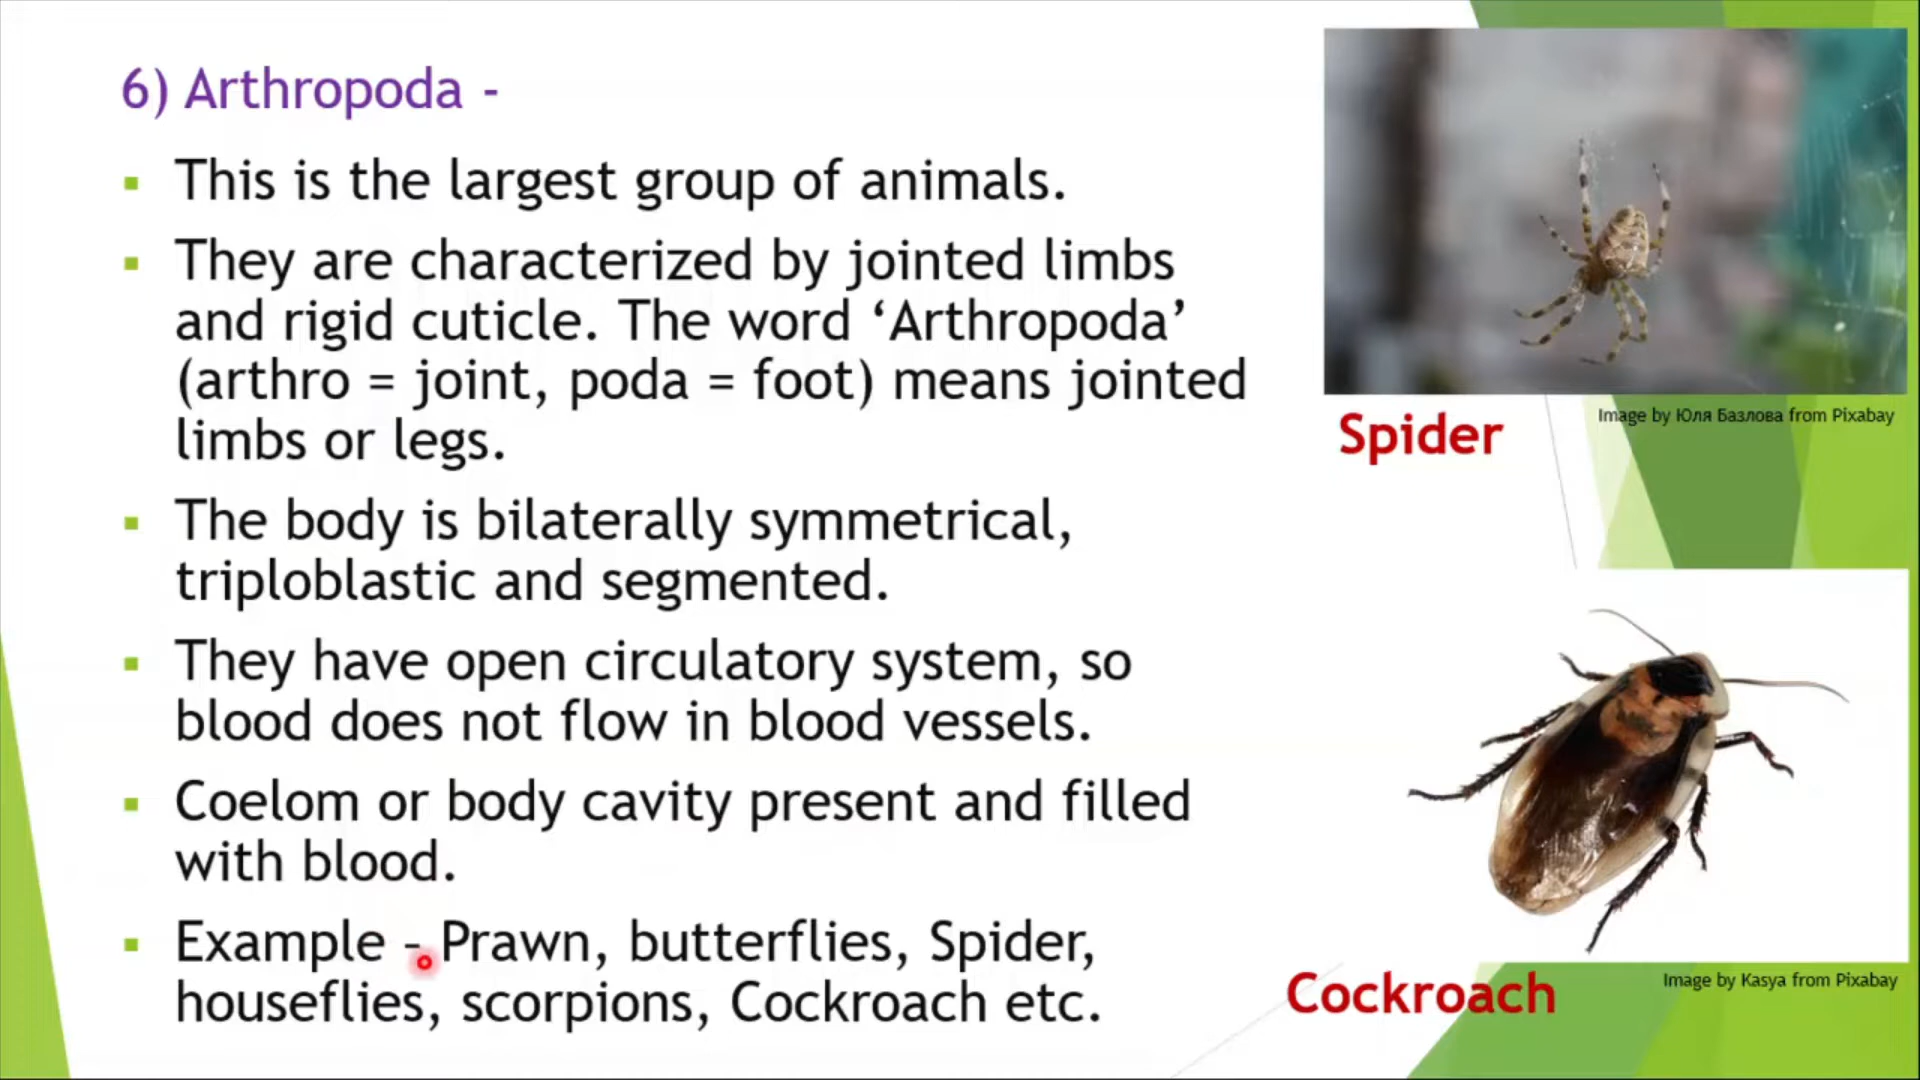 6) Arthropoda -
▪ This is the largest group of animals.
▪ They are characterized by jointed limbs
and rigid cuticle. The word ‘Arthropoda’
(arthro = joint, poda = foot) means jointed
limbs or legs.
▪ The body is bilaterally symmetrical,
triploblastic and segmented.
▪ They have open circulatory system, so
blood does not flow in blood vessels.
▪ Coelom or body cavity present and filled
with blood.
▪ Example – Prawn, butterflies, Spider,
houseflies, scorpions, Cockroach etc.
Image by Юля Базлова from Pixabay
Spider
Image by Kasya from Pixabay
Cockroach